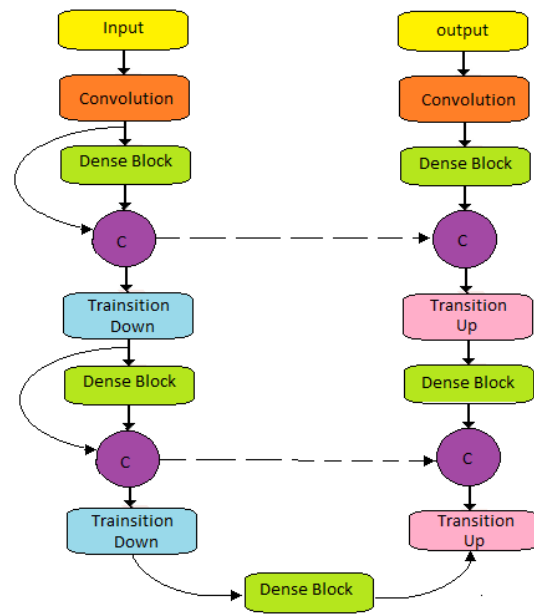 Input
Convolution
Dense Block
C
Trainsition
Down
Dense Block
C
Trainsition
Down
Dense Block
output
Convolution
Dense Block
C
Transition
Up
Dense Block
C
Transition
Up